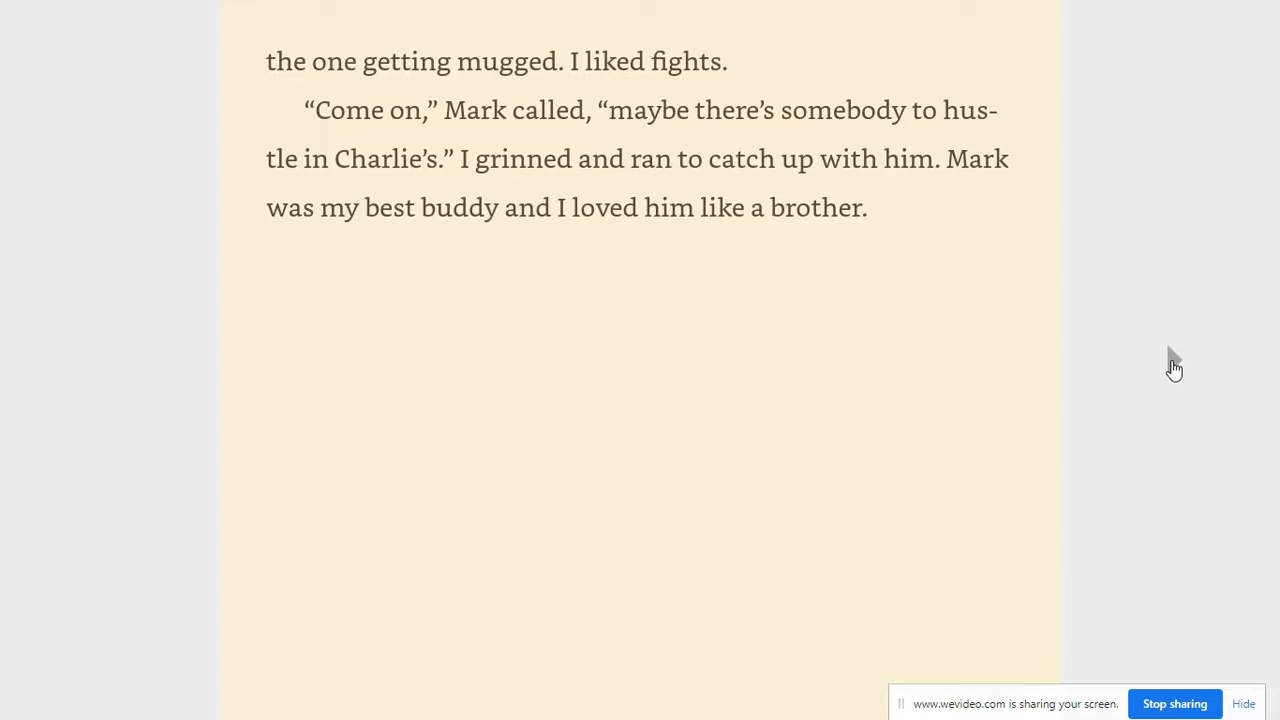 the one getting mugged. I liked fights.
“Come on,” Mark called, “maybe there’s somebody to hus-
tle in Charlie’s.” I grinned and ran to catch up with him. Mark
was my best buddy and I loved him like a brother.
www.wevideo.com is sharing your screen. Stop sharing Hide